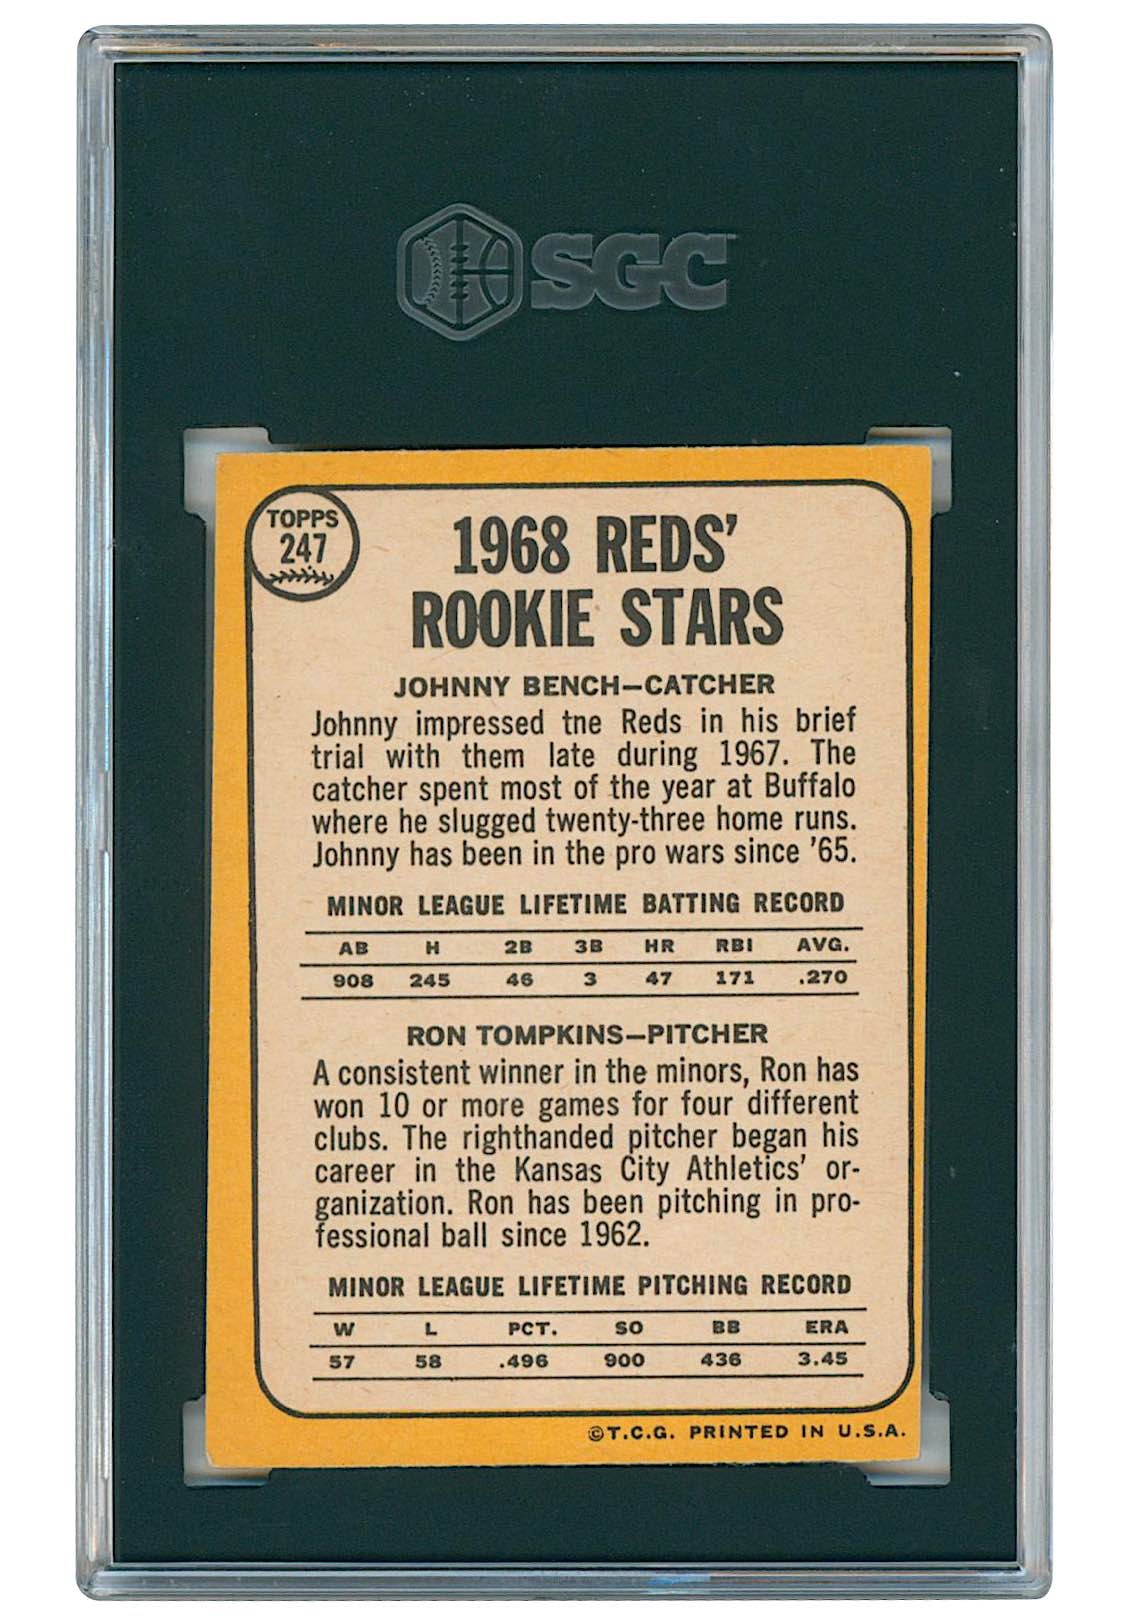 SGC
TOPPS
247
1968 REDS'
ROOKIE STARS
JOHNNY BENCH—CATCHER
Johnny impressed tne Reds in his brief
trial with them late during 1967. The
catcher spent most of the year at Buffalo
where he slugged twenty-three home runs.
Johnny has been in the pro wars since '65.
MINOR LEAGUE LIFETIME BATTING RECORD
AB H 2B 3B HR RBI AVG.
908 245 46 3 47 171 .270
RON TOMPKINS—PITCHER
A consistent winner in the minors, Ron has
won 10 or more games for four different
clubs. The righthanded pitcher began his
career in the Kansas City Athletics' or-
ganization. Ron has been pitching in pro-
fessional ball since 1962.
MINOR LEAGUE LIFETIME PITCHING RECORD
W L PCT. SO BB ERA
57 58 .496 900 436 3.45
©T.C.G. PRINTED IN U.S.A.